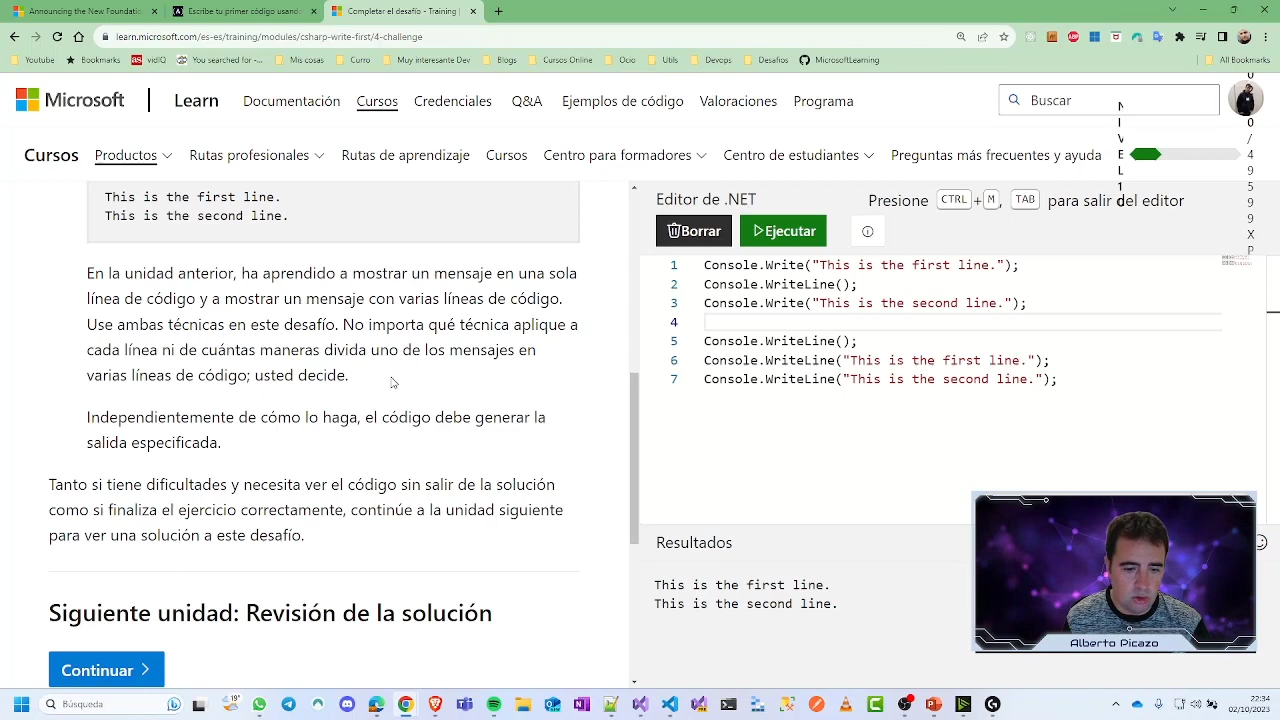 Announcing the New Foundatic
Escribe tu primer código usando
Completar el desafío - Training |
learn.microsoft.com/es-es/training/modules/csharp-write-first/4-challenge
Youtube
Bookmarks
vidIQ
You searched for -...
Mis cosas
Curro
Muy interesante Dev
Blogs
Cursos Online
Ocio
Utils
Devops
Desafios
MicrosoftLearning
All Bookmarks
Microsoft
Learn
Documentación
Cursos
Credenciales
Q&A
Ejemplos de código
Valoraciones
Programa
Buscar
Cursos
Productos
Rutas profesionales
Rutas de aprendizaje
Cursos
Centro para formadores
Centro de estudiantes
Preguntas más frecuentes y ayuda
NIVEL 1
0/49599 XP
This is the first line.
This is the second line.
En la unidad anterior, ha aprendido a mostrar un mensaje en una sola
línea de código y a mostrar un mensaje con varias líneas de código.
Use ambas técnicas en este desafío. No importa qué técnica aplique a
cada línea ni de cuántas maneras divida uno de los mensajes en
varias líneas de código; usted decide.
Independientemente de cómo lo haga, el código debe generar la
salida especificada.
Tanto si tiene dificultades y necesita ver el código sin salir de la solución
como si finaliza el ejercicio correctamente, continúe a la unidad siguiente
para ver una solución a este desafío.
Siguiente unidad: Revisión de la solución
Continuar
Editor de .NET
Presione CTRL + M, TAB para salir del editor
Borrar
Ejecutar
1 Console.Write("This is the first line.");
2 Console.WriteLine();
3 Console.Write("This is the second line.");
4
5 Console.WriteLine();
6 Console.WriteLine("This is the first line.");
7 Console.WriteLine("This is the second line.");
Resultados
This is the first line.
This is the second line.
Alberto Picazo
Búsqueda
19°
22:34
02/10/2023